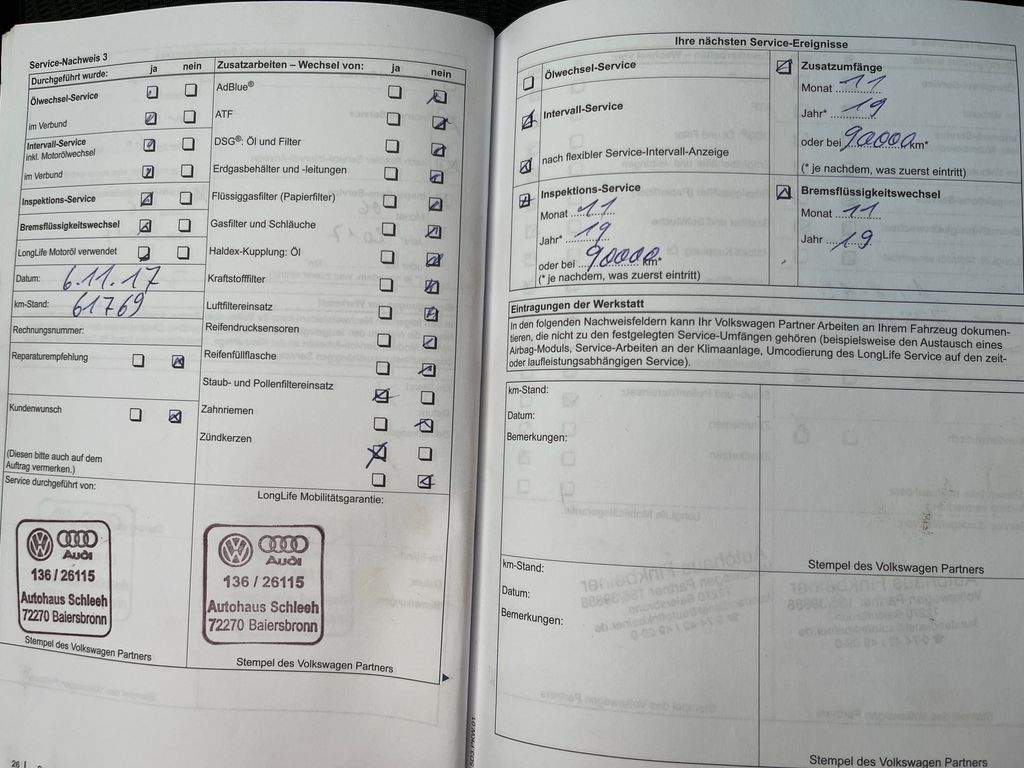 Service-Nachweis 3
Durchgeführt wurde: ja nein
Ölwechsel-Service
im Verbund
Intervall-Service
inkl. Motorölwechsel
im Verbund
Inspektions-Service
Bremsflüssigkeitswechsel
LongLife Motoröl verwendet
Datum: 6.11.17
km-Stand: 61769
Rechnungsnummer:
Reparaturempfehlung
Kundenwunsch
(Diesen bitte auch auf dem
Auftrag vermerken.)
Service durchgeführt von:
Audi
136 / 26115
Autohaus Schleeh
72270 Baiersbronn
Stempel des Volkswagen Partners
Zusatzarbeiten – Wechsel von: ja nein
AdBlue®
ATF
DSG®: Öl und Filter
Erdgasbehälter und -leitungen
Flüssiggasfilter (Papierfilter)
Gasfilter und Schläuche
Haldex-Kupplung: Öl
Kraftstofffilter
Luftfiltereinsatz
Reifendrucksensoren
Reifenfüllflasche
Staub- und Pollenfiltereinsatz
Zahnriemen
Zündkerzen
LongLife Mobilitätsgarantie:
Audi
136 / 26115
Autohaus Schleeh
72270 Baiersbronn
Stempel des Volkswagen Partners
26
Ihre nächsten Service-Ereignisse
Ölwechsel-Service
Intervall-Service
nach flexibler Service-Intervall-Anzeige
Inspektions-Service
Monat 11
Jahr* 19
oder bei 90000 km*
(* je nachdem, was zuerst eintritt)
Zusatzumfänge
Monat 11
Jahr* 19
oder bei 90000 km*
(* je nachdem, was zuerst eintritt)
Bremsflüssigkeitswechsel
Monat 11
Jahr 19
Eintragungen der Werkstatt
In den folgenden Nachweisfeldern kann Ihr Volkswagen Partner Arbeiten an Ihrem Fahrzeug dokumen-
tieren, die nicht zu den festgelegten Service-Umfängen gehören (beispielsweise den Austausch eines
Airbag-Moduls, Service-Arbeiten an der Klimaanlage, Umcodierung des LongLife Service auf den zeit-
oder laufleistungsabhängigen Service).
km-Stand:
Datum:
Bemerkungen:
Stempel des Volkswagen Partners
km-Stand:
Datum:
Bemerkungen:
Stempel des Volkswagen Partners